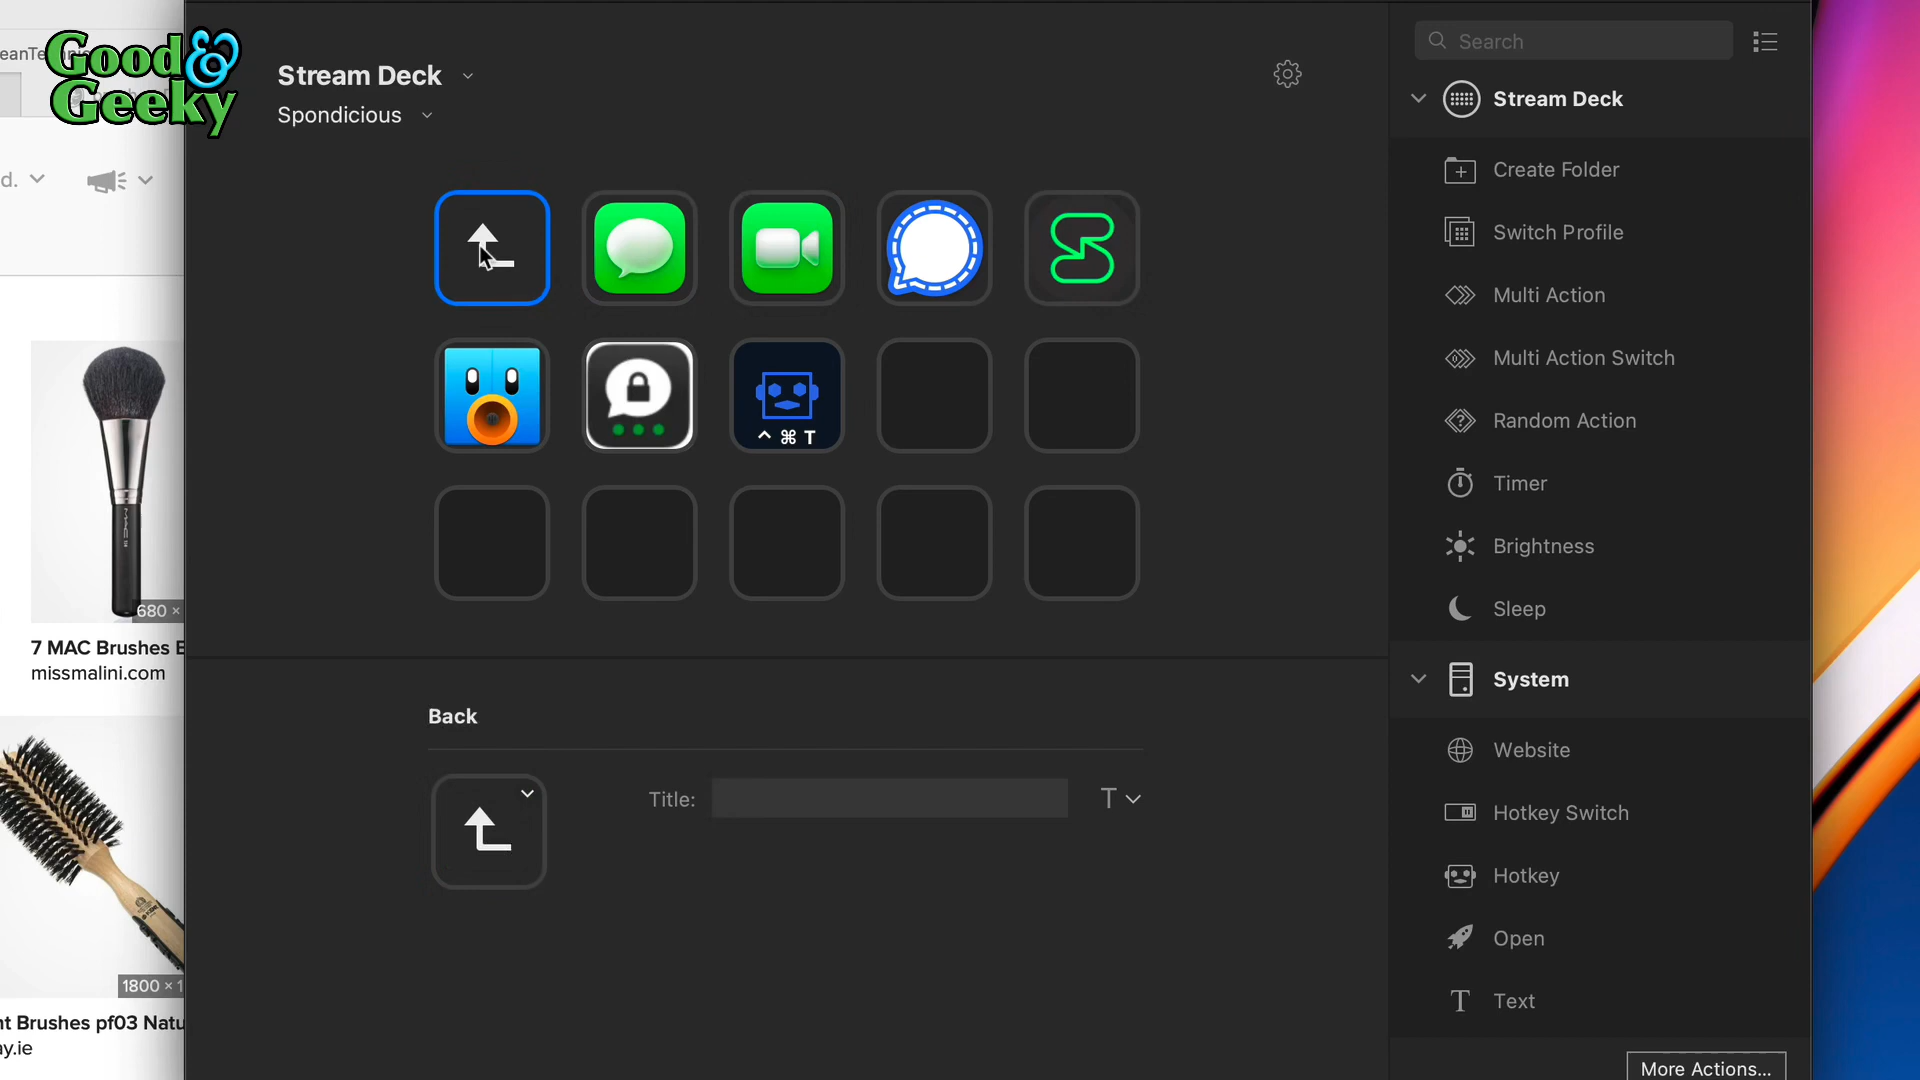 Good &
Geeky
eanTe
d.
680 ×
7 MAC Brushes E
missmalini.com
1800 × 1
nt Brushes pf03 Natu
ay.ie
Stream Deck
Spondicious
^ ⌘ T
Back
Title:
T
Search
Stream Deck
Create Folder
Switch Profile
Multi Action
Multi Action Switch
Random Action
Timer
Brightness
Sleep
System
Website
Hotkey Switch
Hotkey
Open
Text
More Actions...